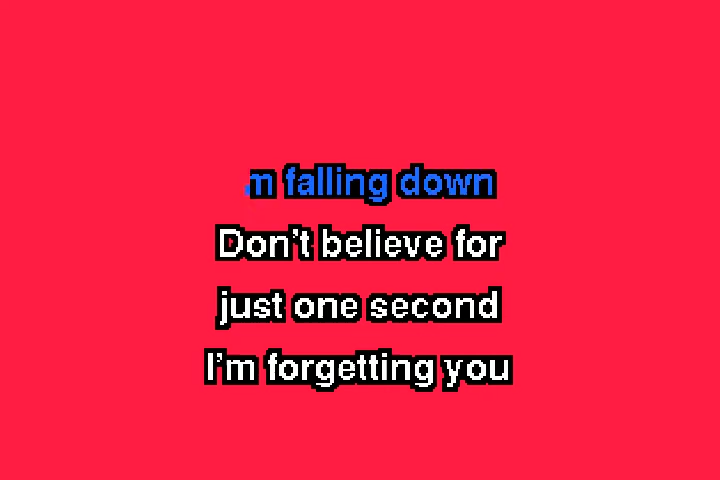 m falling down
Don't believe for
just one second
I'm forgetting you